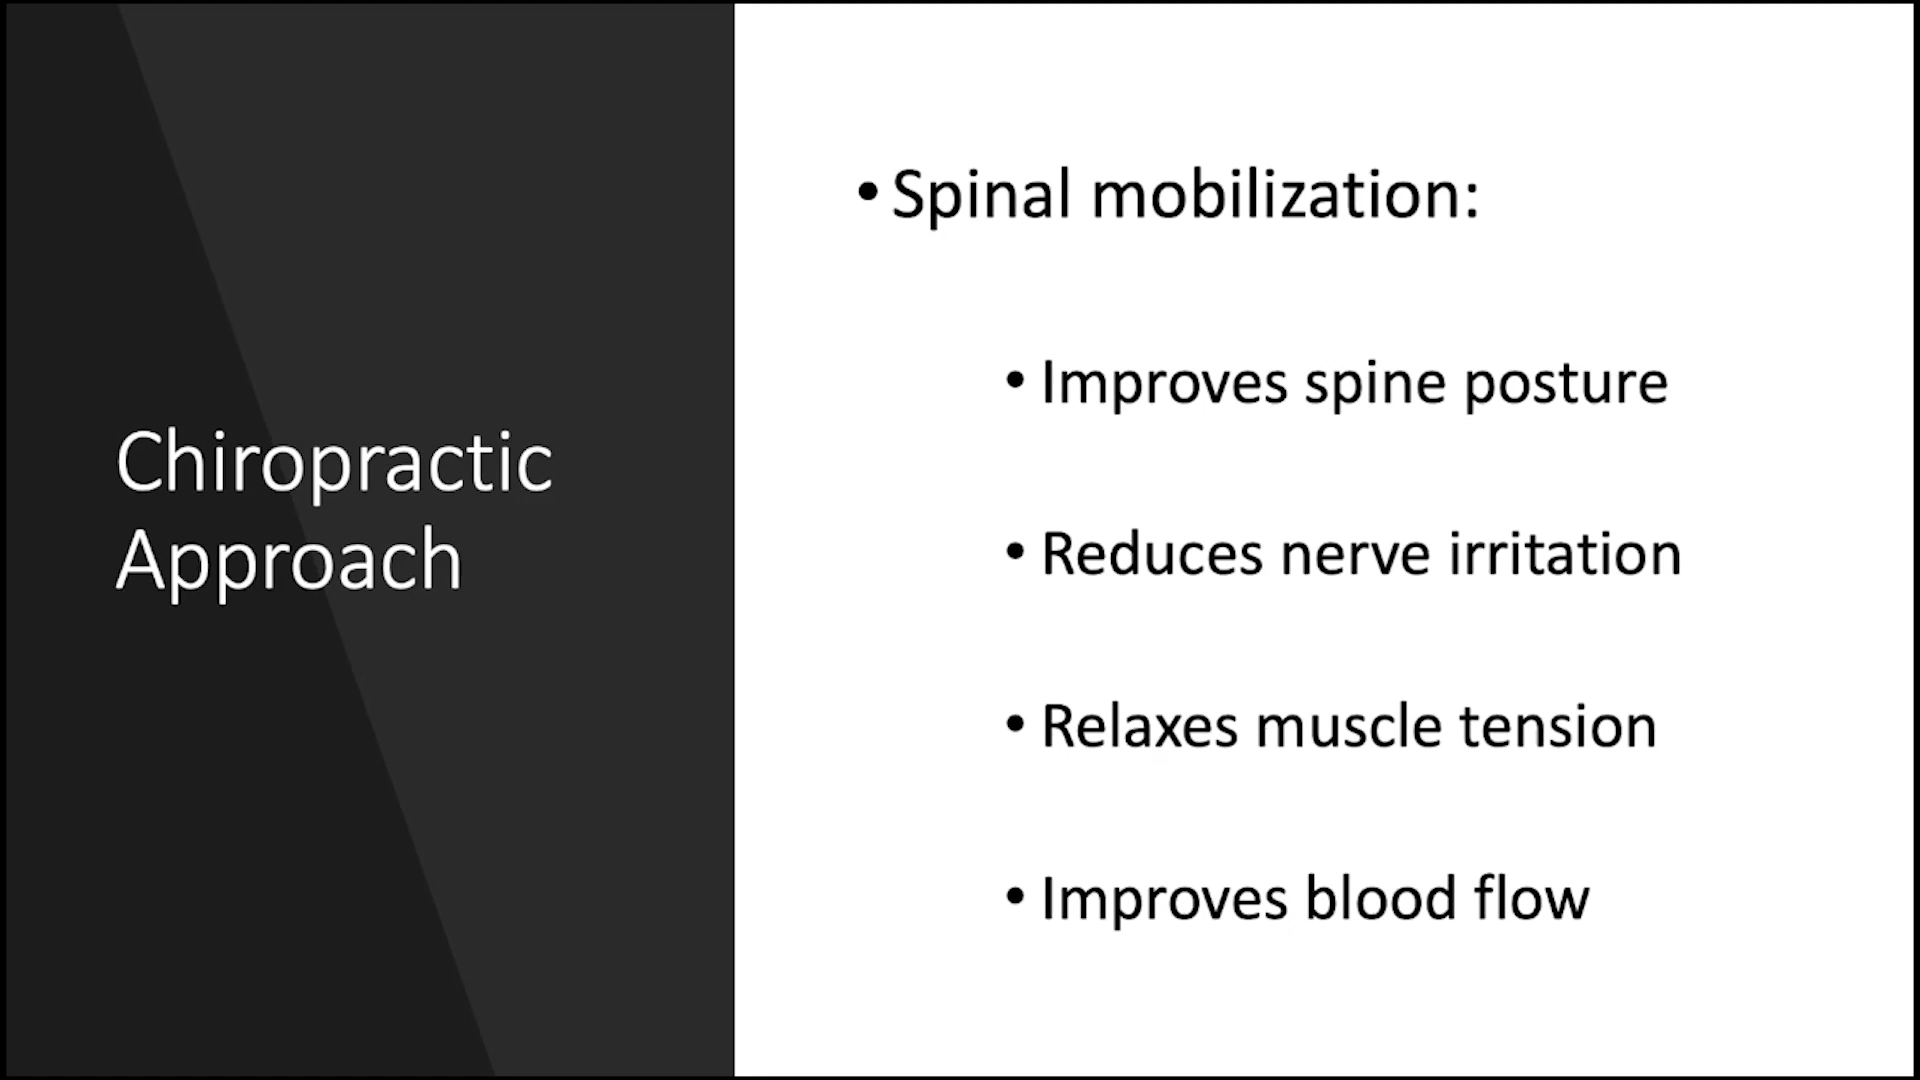 Chiropractic
Approach
• Spinal mobilization:
• Improves spine posture
• Reduces nerve irritation
• Relaxes muscle tension
• Improves blood flow